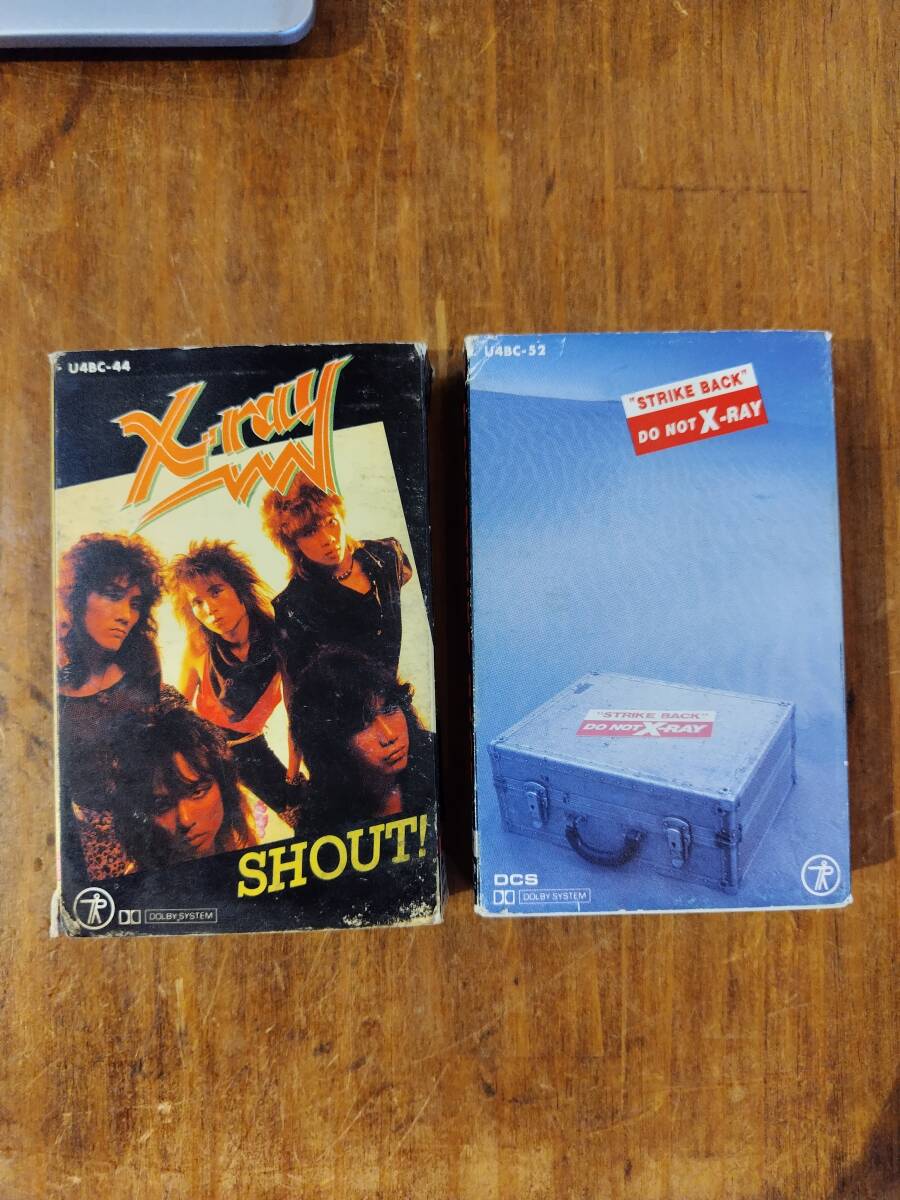 U4BC-44
X-ray
SHOUT!
DOLBY SYSTEM
U4BC-52
"STRIKE BACK"
DO NOT X-RAY
"STRIKE BACK"
DO NOT X-RAY
DCS
DOLBY SYSTEM